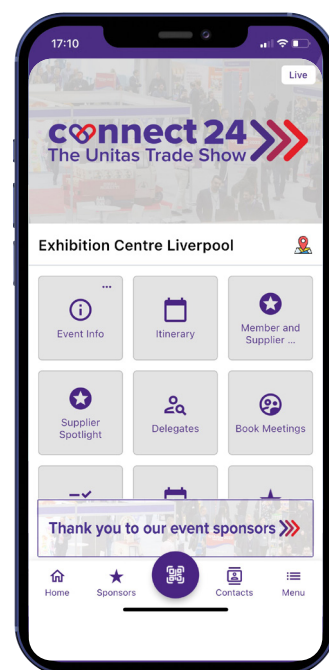 17:10
Live
connect 24
The Unitas Trade Show
Exhibition Centre Liverpool
Event Info
Itinerary
Member and
Supplier ...
Supplier
Spotlight
Delegates
Book Meetings
Thank you to our event sponsors
Home
Sponsors
Contacts
Menu